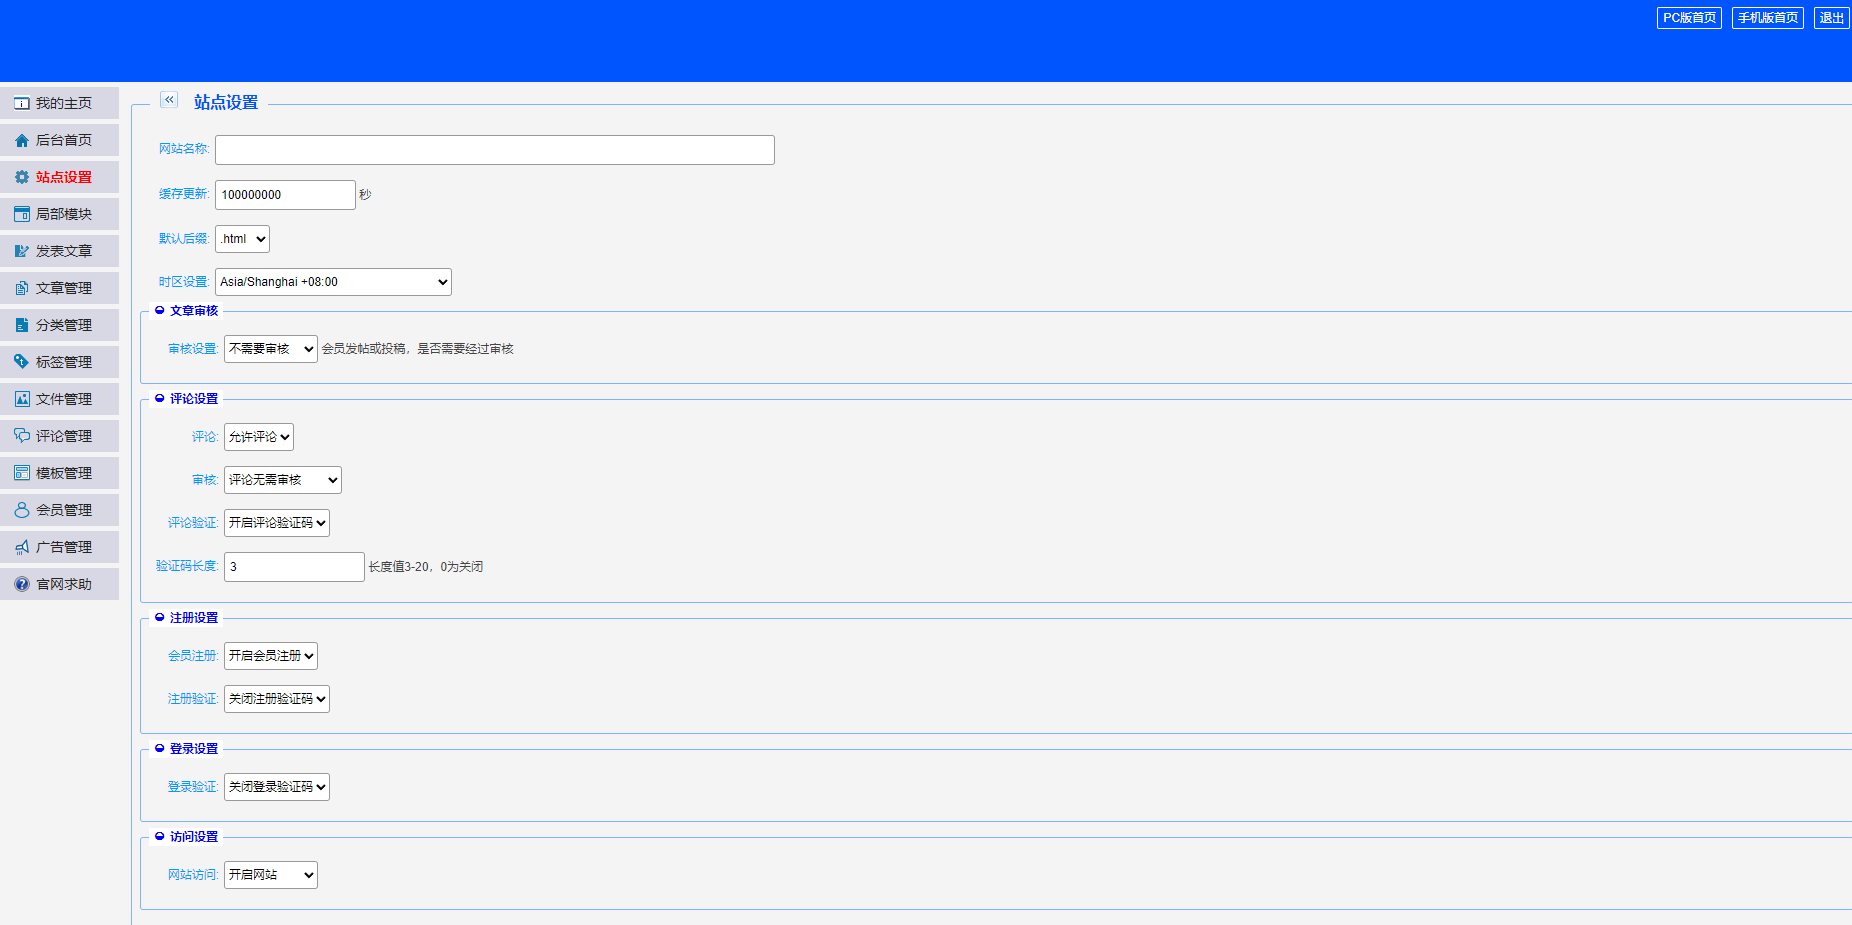 PC版首页 手机版首页 退出
我的主页
后台首页
站点设置
局部模块
发表文章
文章管理
分类管理
标签管理
文件管理
评论管理
模板管理
会员管理
广告管理
官网求助
« 站点设置
网站名称:
缓存更新: 100000000 秒
默认后缀: .html
时区设置: Asia/Shanghai +08:00
文章审核
审核设置: 不需要审核 会员发帖或投稿，是否需要经过审核
评论设置
评论: 允许评论
审核: 评论无需审核
评论验证: 开启评论验证码
验证码长度: 3 长度值3-20，0为关闭
注册设置
会员注册: 开启会员注册
注册验证: 关闭注册验证码
登录设置
登录验证: 关闭登录验证码
访问设置
网站访问: 开启网站